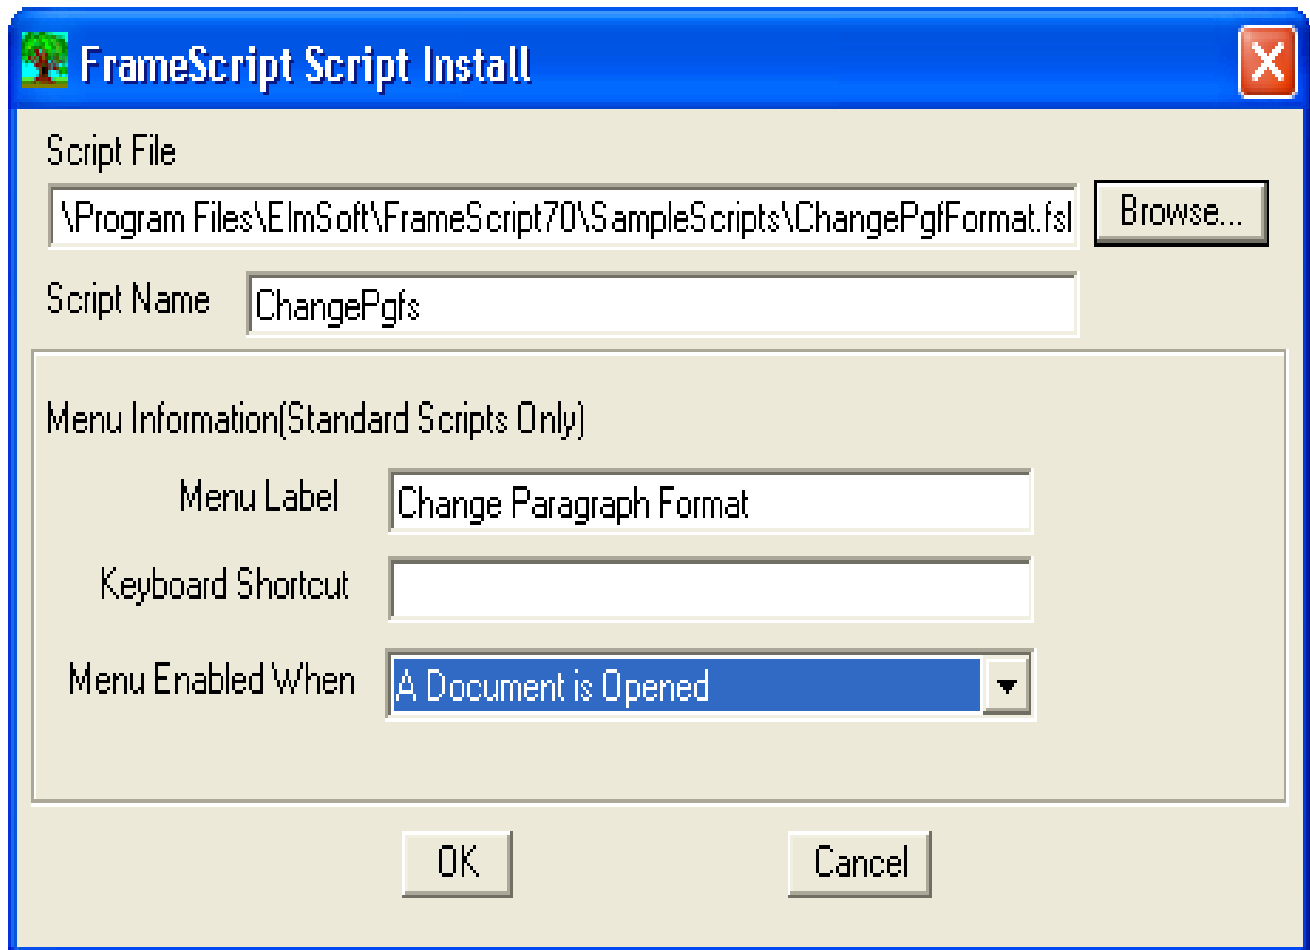 FrameScript Script Install
Script File
\Program Files\ElmSoft\FrameScript70\SampleScripts\ChangePgfFormat.fsl
Browse...
Script Name
ChangePgfs
Menu Information(Standard Scripts Only)
Menu Label
Change Paragraph Format
Keyboard Shortcut
Menu Enabled When
A Document is Opened
OK
Cancel